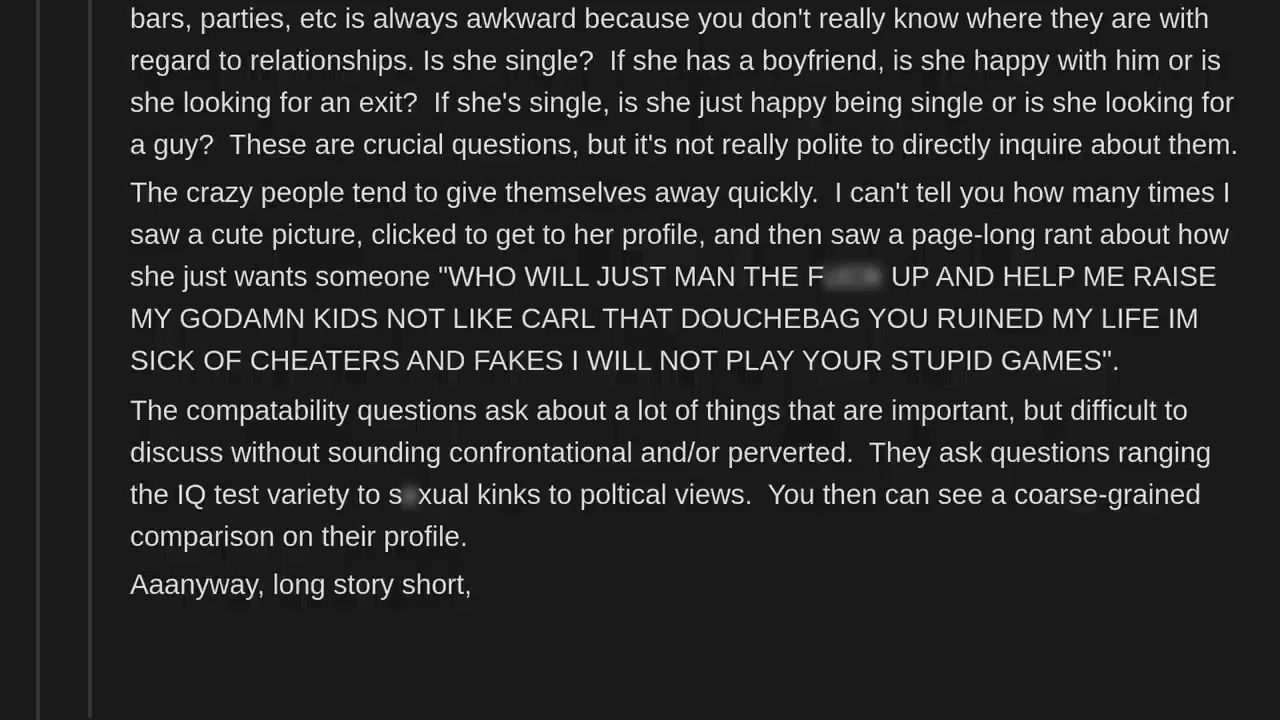 bars, parties, etc is always awkward because you don't really know where they are with
regard to relationships. Is she single?  If she has a boyfriend, is she happy with him or is
she looking for an exit?  If she's single, is she just happy being single or is she looking for
a guy?  These are crucial questions, but it's not really polite to directly inquire about them.
The crazy people tend to give themselves away quickly.  I can't tell you how many times I
saw a cute picture, clicked to get to her profile, and then saw a page-long rant about how
she just wants someone "WHO WILL JUST MAN THE F UP AND HELP ME RAISE
MY GODAMN KIDS NOT LIKE CARL THAT DOUCHEBAG YOU RUINED MY LIFE IM
SICK OF CHEATERS AND FAKES I WILL NOT PLAY YOUR STUPID GAMES".
The compatability questions ask about a lot of things that are important, but difficult to
discuss without sounding confrontational and/or perverted.  They ask questions ranging
the IQ test variety to s xual kinks to poltical views.  You then can see a coarse-grained
comparison on their profile.
Aaanyway, long story short,